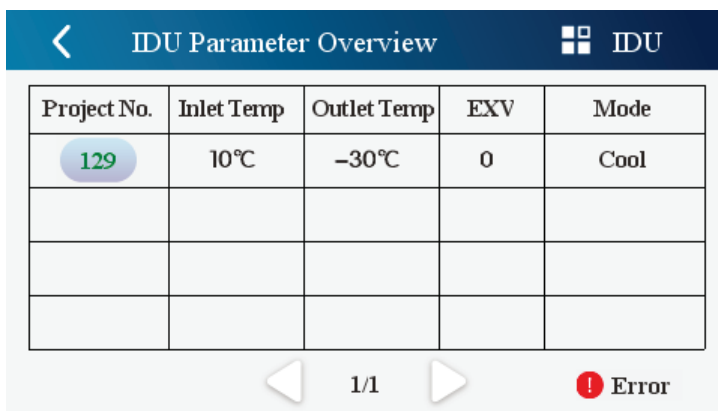 IDU Parameter Overview IDU
Project No. Inlet Temp Outlet Temp EXV Mode
129 10℃ −30℃ 0 Cool
1/1 ! Error